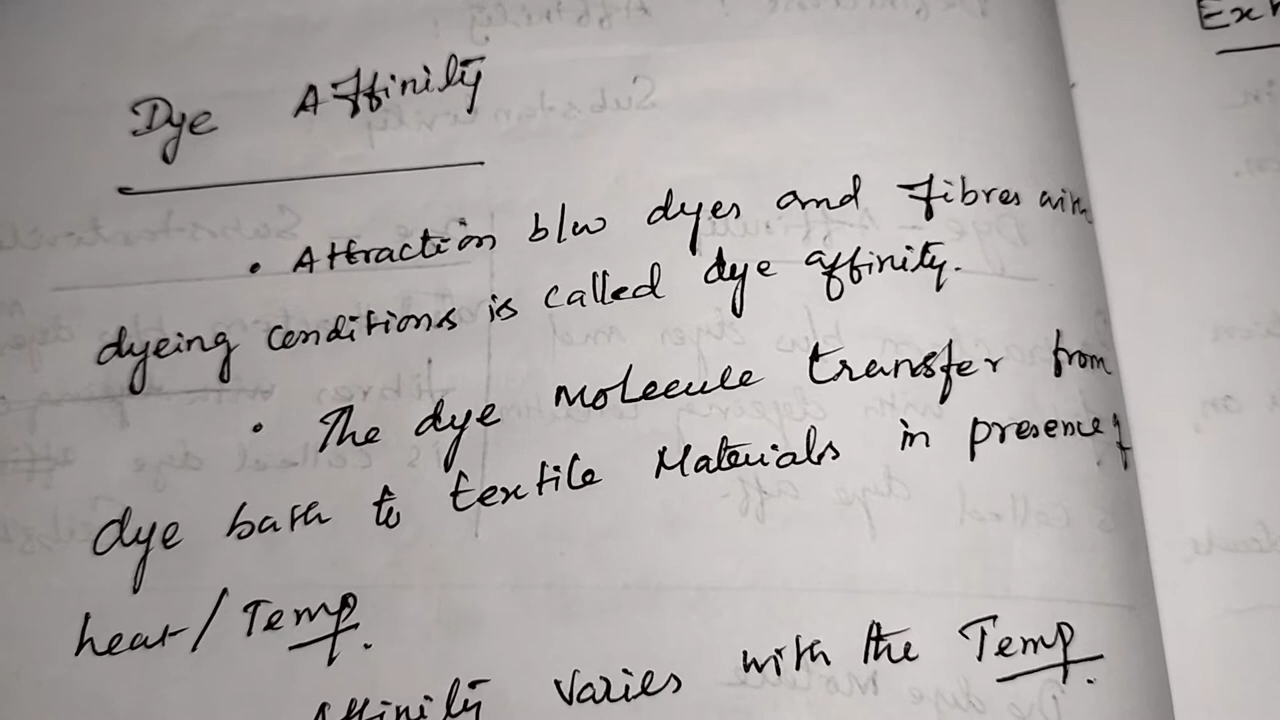 Dye Affinity
• Attraction b/w dyes and fibres with
dyeing conditions is called dye affinity.
• The dye molecule transfer from
dye bath to textile Materials in presence of
heat/Temp.
Affinity varies with the Temp.